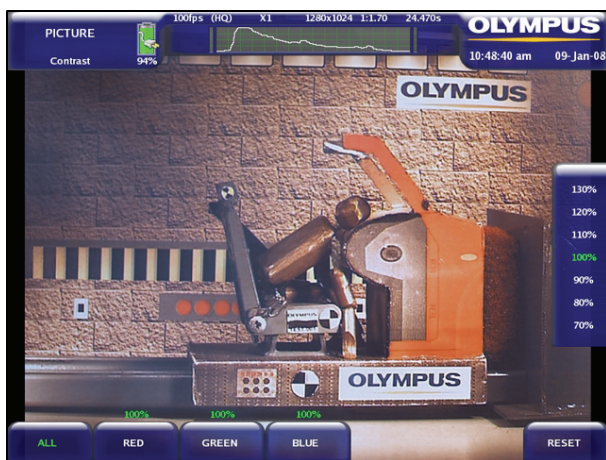 PICTURE
Contrast
94%
100fps (HQ) X1 1280x1024 1:1.70 24.470s
OLYMPUS
10:48:40 am 09-Jan-08
OLYMPUS
130%
120%
110%
100%
90%
80%
70%
OLYMPUS
100% 100% 100%
ALL RED GREEN BLUE RESET